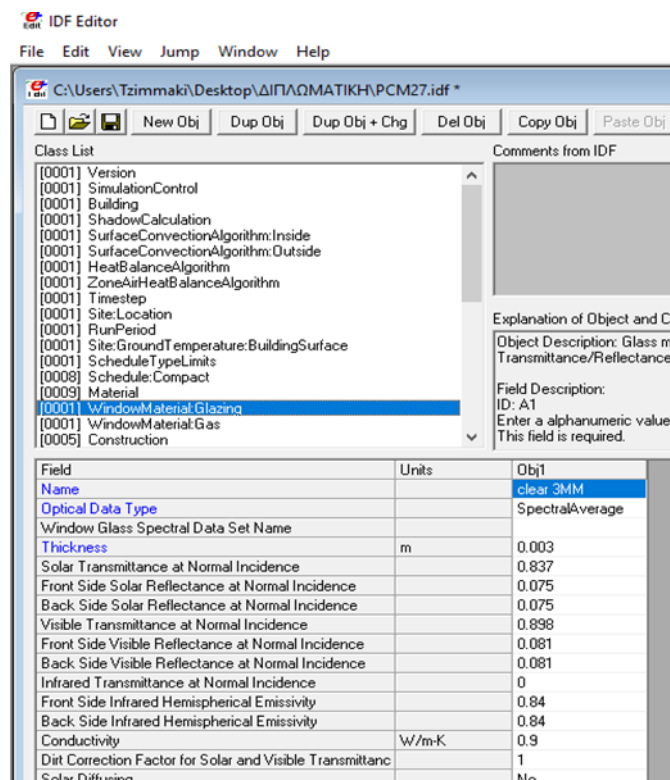 IDF Editor
File Edit View Jump Window Help
C:\Users\Tzimmaki\Desktop\ΔΙΠΛΩΜΑΤΙΚΗ\PCM27.idf *
New Obj Dup Obj Dup Obj + Chg Del Obj Copy Obj Paste Obj
Class List Comments from IDF
[0001] Version
[0001] SimulationControl
[0001] Building
[0001] ShadowCalculation
[0001] SurfaceConvectionAlgorithm:Inside
[0001] SurfaceConvectionAlgorithm:Outside
[0001] HeatBalanceAlgorithm
[0001] ZoneAirHeatBalanceAlgorithm
[0001] Timestep
[0001] Site:Location
[0001] RunPeriod
[0001] Site:GroundTemperature:BuildingSurface
[0001] ScheduleTypeLimits
[0008] Schedule:Compact
[0009] Material
[0001] WindowMaterial:Glazing
[0001] WindowMaterial:Gas
[0005] Construction
Explanation of Object and C
Object Description: Glass m
Transmittance/Reflectance
Field Description:
ID: A1
Enter a alphanumeric value
This field is required.
Field Units Obj1
Name clear 3MM
Optical Data Type SpectralAverage
Window Glass Spectral Data Set Name
Thickness m 0.003
Solar Transmittance at Normal Incidence 0.837
Front Side Solar Reflectance at Normal Incidence 0.075
Back Side Solar Reflectance at Normal Incidence 0.075
Visible Transmittance at Normal Incidence 0.898
Front Side Visible Reflectance at Normal Incidence 0.081
Back Side Visible Reflectance at Normal Incidence 0.081
Infrared Transmittance at Normal Incidence 0
Front Side Infrared Hemispherical Emissivity 0.84
Back Side Infrared Hemispherical Emissivity 0.84
Conductivity W/m-K 0.9
Dirt Correction Factor for Solar and Visible Transmittanc 1
Solar Diffusing No